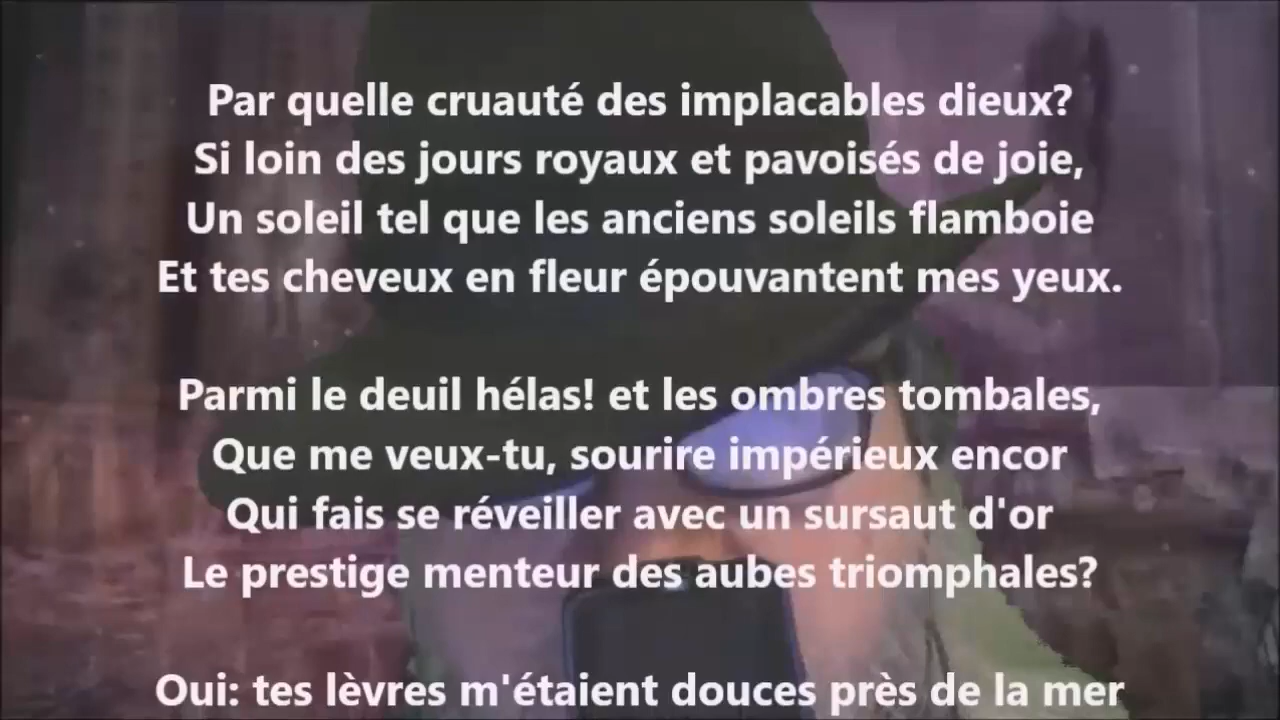 Par quelle cruauté des implacables dieux?
Si loin des jours royaux et pavoisés de joie,
Un soleil tel que les anciens soleils flamboie
Et tes cheveux en fleur épouvantent mes yeux.
Parmi le deuil hélas! et les ombres tombales,
Que me veux-tu, sourire impérieux encor
Qui fais se réveiller avec un sursaut d'or
Le prestige menteur des aubes triomphales?
Oui: tes lèvres m'étaient douces près de la mer